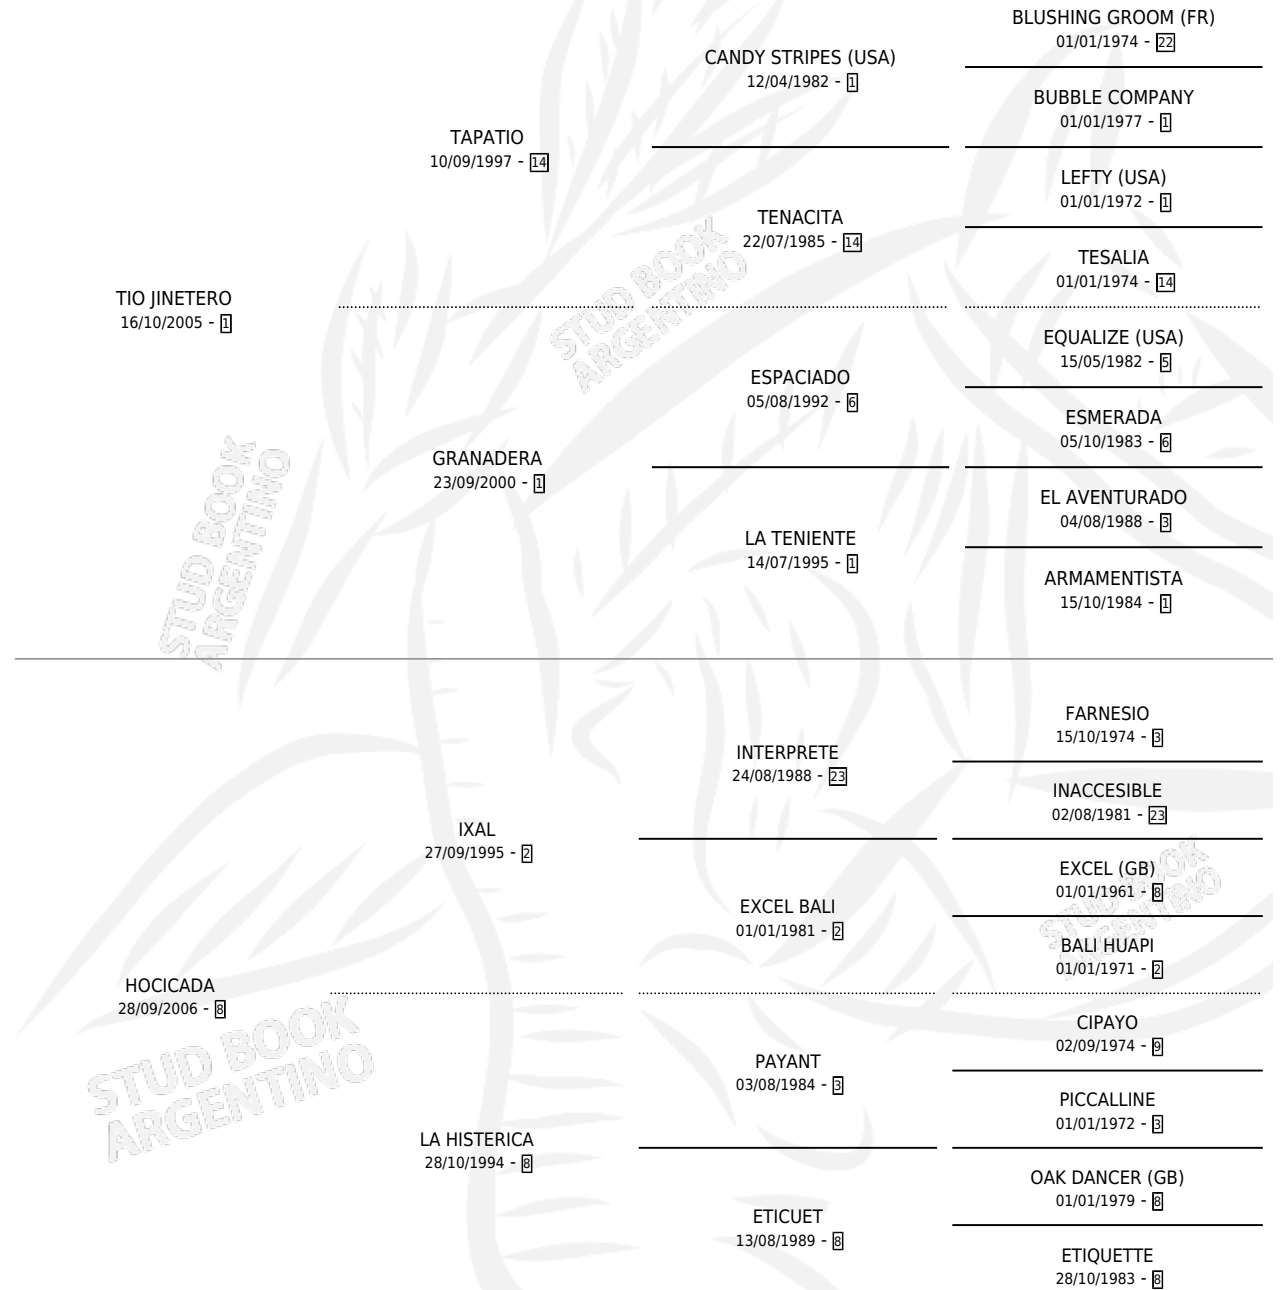 BLUSHING GROOM (FR)
01/01/1974 - 22
CANDY STRIPES (USA)
12/04/1982 - 1
BUBBLE COMPANY
01/01/1977 - 1
TAPATIO
10/09/1997 - 14
LEFTY (USA)
01/01/1972 - 1
TENACITA
22/07/1985 - 14
TESALIA
01/01/1974 - 14
TIO JINETERO
16/10/2005 - 1
EQUALIZE (USA)
15/05/1982 - 5
ESPACIADO
05/08/1992 - 6
ESMERADA
05/10/1983 - 6
GRANADERA
23/09/2000 - 1
EL AVENTURADO
04/08/1988 - 3
LA TENIENTE
14/07/1995 - 1
ARMAMENTISTA
15/10/1984 - 1
STUD BOOK
ARGENTINO
STUD BOOK
ARGENTINO
FARNESIO
15/10/1974 - 3
INTERPRETE
24/08/1988 - 23
INACCESIBLE
02/08/1981 - 23
IXAL
27/09/1995 - 2
EXCEL (GB)
01/01/1961 - 8
EXCEL BALI
01/01/1981 - 2
BALI HUAPI
01/01/1971 - 2
STUD BOOK
ARGENTINO
HOCICADA
28/09/2006 - 8
CIPAYO
02/09/1974 - 9
PAYANT
03/08/1984 - 3
PICCALLINE
01/01/1972 - 3
LA HISTERICA
28/10/1994 - 8
OAK DANCER (GB)
01/01/1979 - 8
ETICUET
13/08/1989 - 8
ETIQUETTE
28/10/1983 - 8
STUD BOOK
ARGENTINO